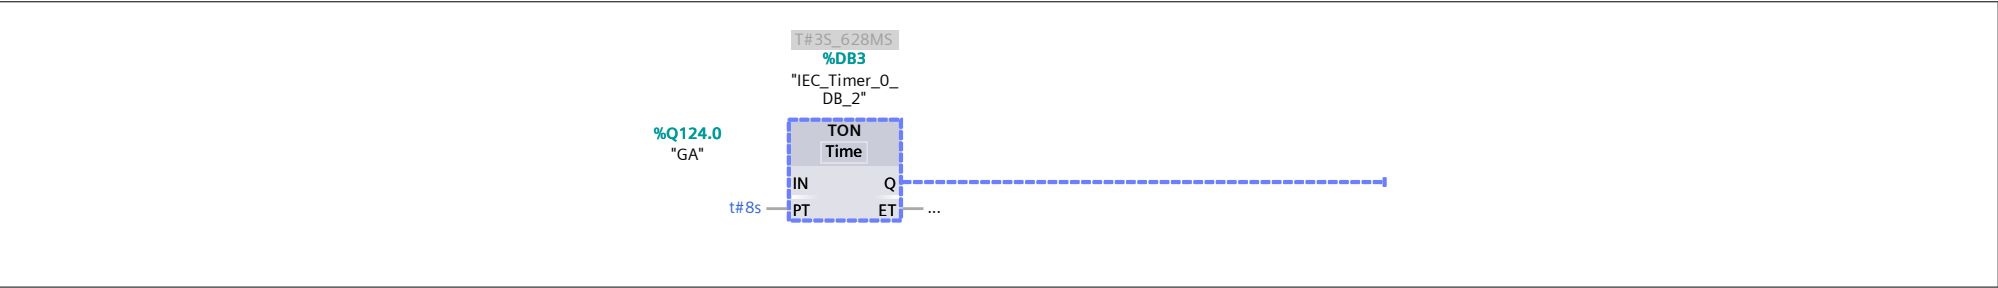 T#3S_628MS
%DB3
"IEC_Timer_0_
DB_2"
%Q124.0
"GA"
TON
Time
IN
Q
t#8s
PT
ET
...